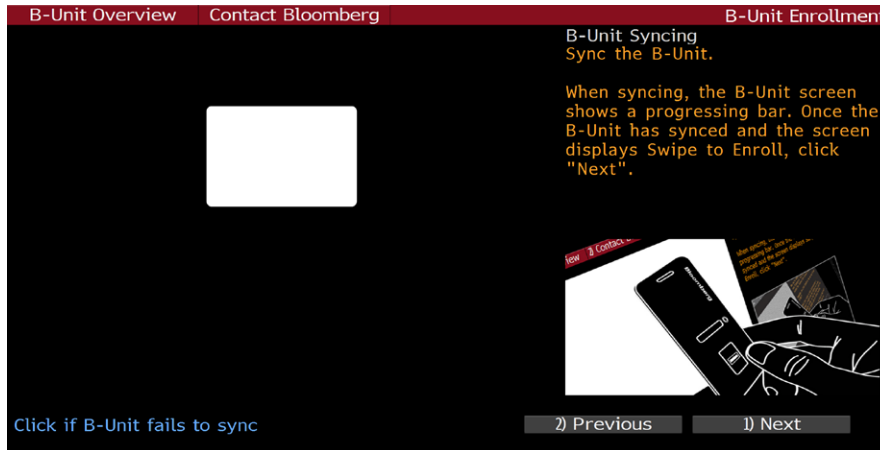 B-Unit Overview
Contact Bloomberg
B-Unit Enrollment
B-Unit Syncing
Sync the B-Unit.
When syncing, the B-Unit screen
shows a progressing bar. Once the
B-Unit has synced and the screen
displays Swipe to Enroll, click
"Next".
Bloomberg
Click if B-Unit fails to sync
2) Previous
1) Next